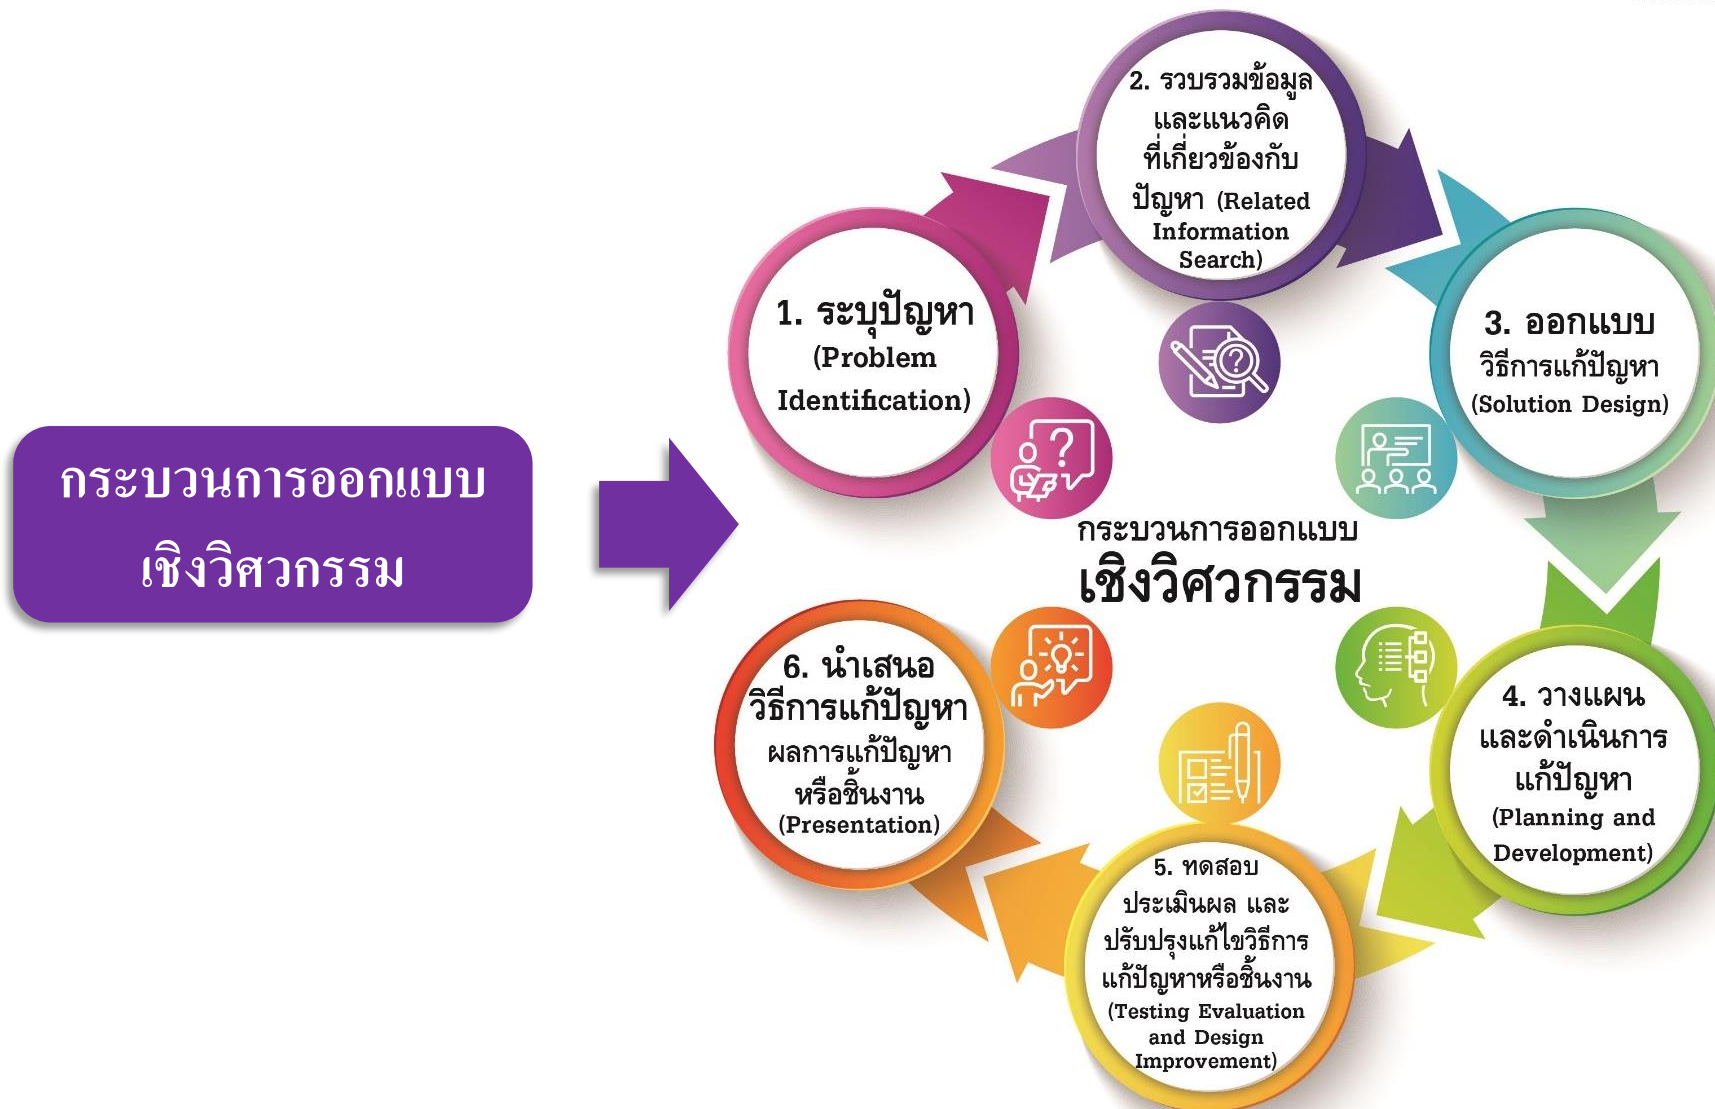 กระบวนการออกแบบ
เชิงวิศวกรรม
1. ระบุปัญหา
(Problem
Identification)
2. รวบรวมข้อมูล
และแนวคิด
ที่เกี่ยวข้องกับ
ปัญหา (Related
Information
Search)
3. ออกแบบ
วิธีการแก้ปัญหา
(Solution Design)
กระบวนการออกแบบ
เชิงวิศวกรรม
4. วางแผน
และดำเนินการ
แก้ปัญหา
(Planning and
Development)
5. ทดสอบ
ประเมินผล และ
ปรับปรุงแก้ไขวิธีการ
แก้ปัญหาหรือชิ้นงาน
(Testing Evaluation
and Design
Improvement)
6. นำเสนอ
วิธีการแก้ปัญหา
ผลการแก้ปัญหา
หรือชิ้นงาน
(Presentation)